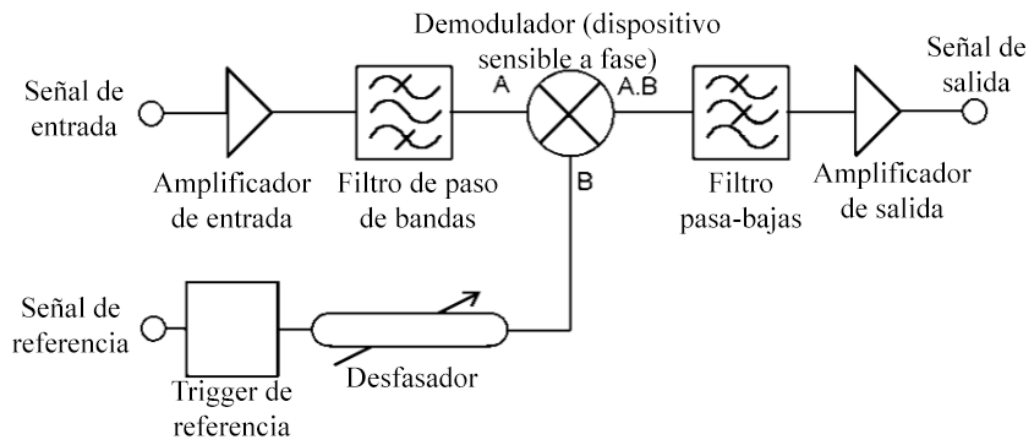 Demodulador (dispositivo
sensible a fase)
Señal de
entrada
A
A.B
Señal de
salida
Amplificador
de entrada
Filtro de paso
de bandas
B
Filtro
pasa-bajas
Amplificador
de salida
Señal de
referencia
Trigger de
referencia
Desfasador